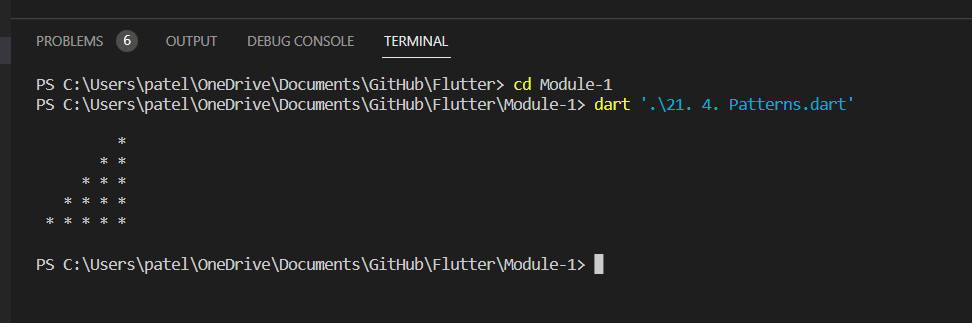 PROBLEMS 6 OUTPUT DEBUG CONSOLE TERMINAL
PS C:\Users\patel\OneDrive\Documents\GitHub\Flutter> cd Module-1
PS C:\Users\patel\OneDrive\Documents\GitHub\Flutter\Module-1> dart '.\21. 4. Patterns.dart'
         *
       * *
     * * *
   * * * *
 * * * * *
PS C:\Users\patel\OneDrive\Documents\GitHub\Flutter\Module-1>